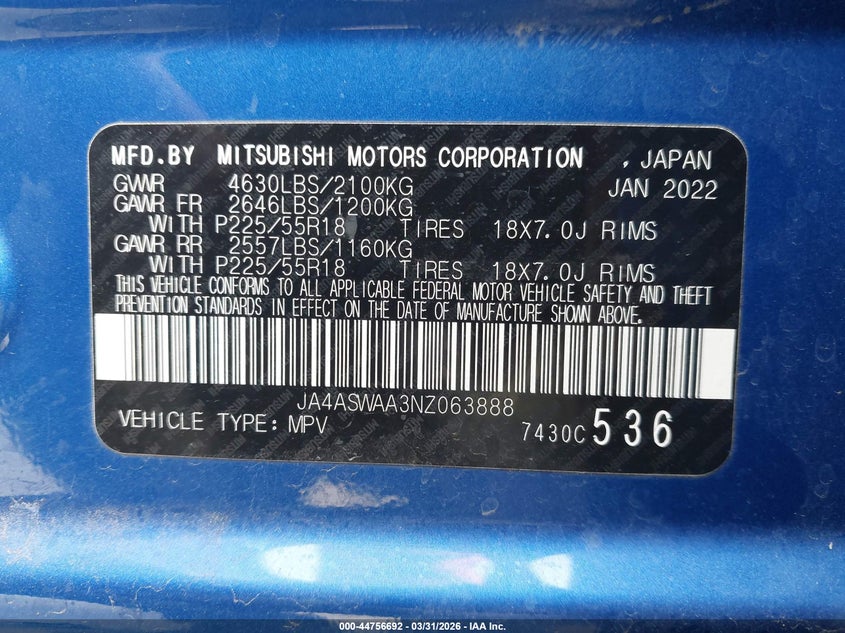 MFD.BY MITSUBISHI MOTORS CORPORATION , JAPAN
GWR 4630LBS/2100KG JAN 2022
GAWR FR 2646LBS/1200KG
WITH P225/55R18 TIRES 18X7.0J RIMS
GAWR RR 2557LBS/1160KG
WITH P225/55R18 TIRES 18X7.0J RIMS
THIS VEHICLE CONFORMS TO ALL APPLICABLE FEDERAL MOTOR VEHICLE SAFETY AND THEFT
PREVENTION STANDARDS IN EFFECT ON THE DATE OF MANUFACTURE SHOWN ABOVE.
JA4ASWAA3NZ063888
VEHICLE TYPE: MPV 7430C 536
000-44756692 - 03/31/2026 - IAA Inc.